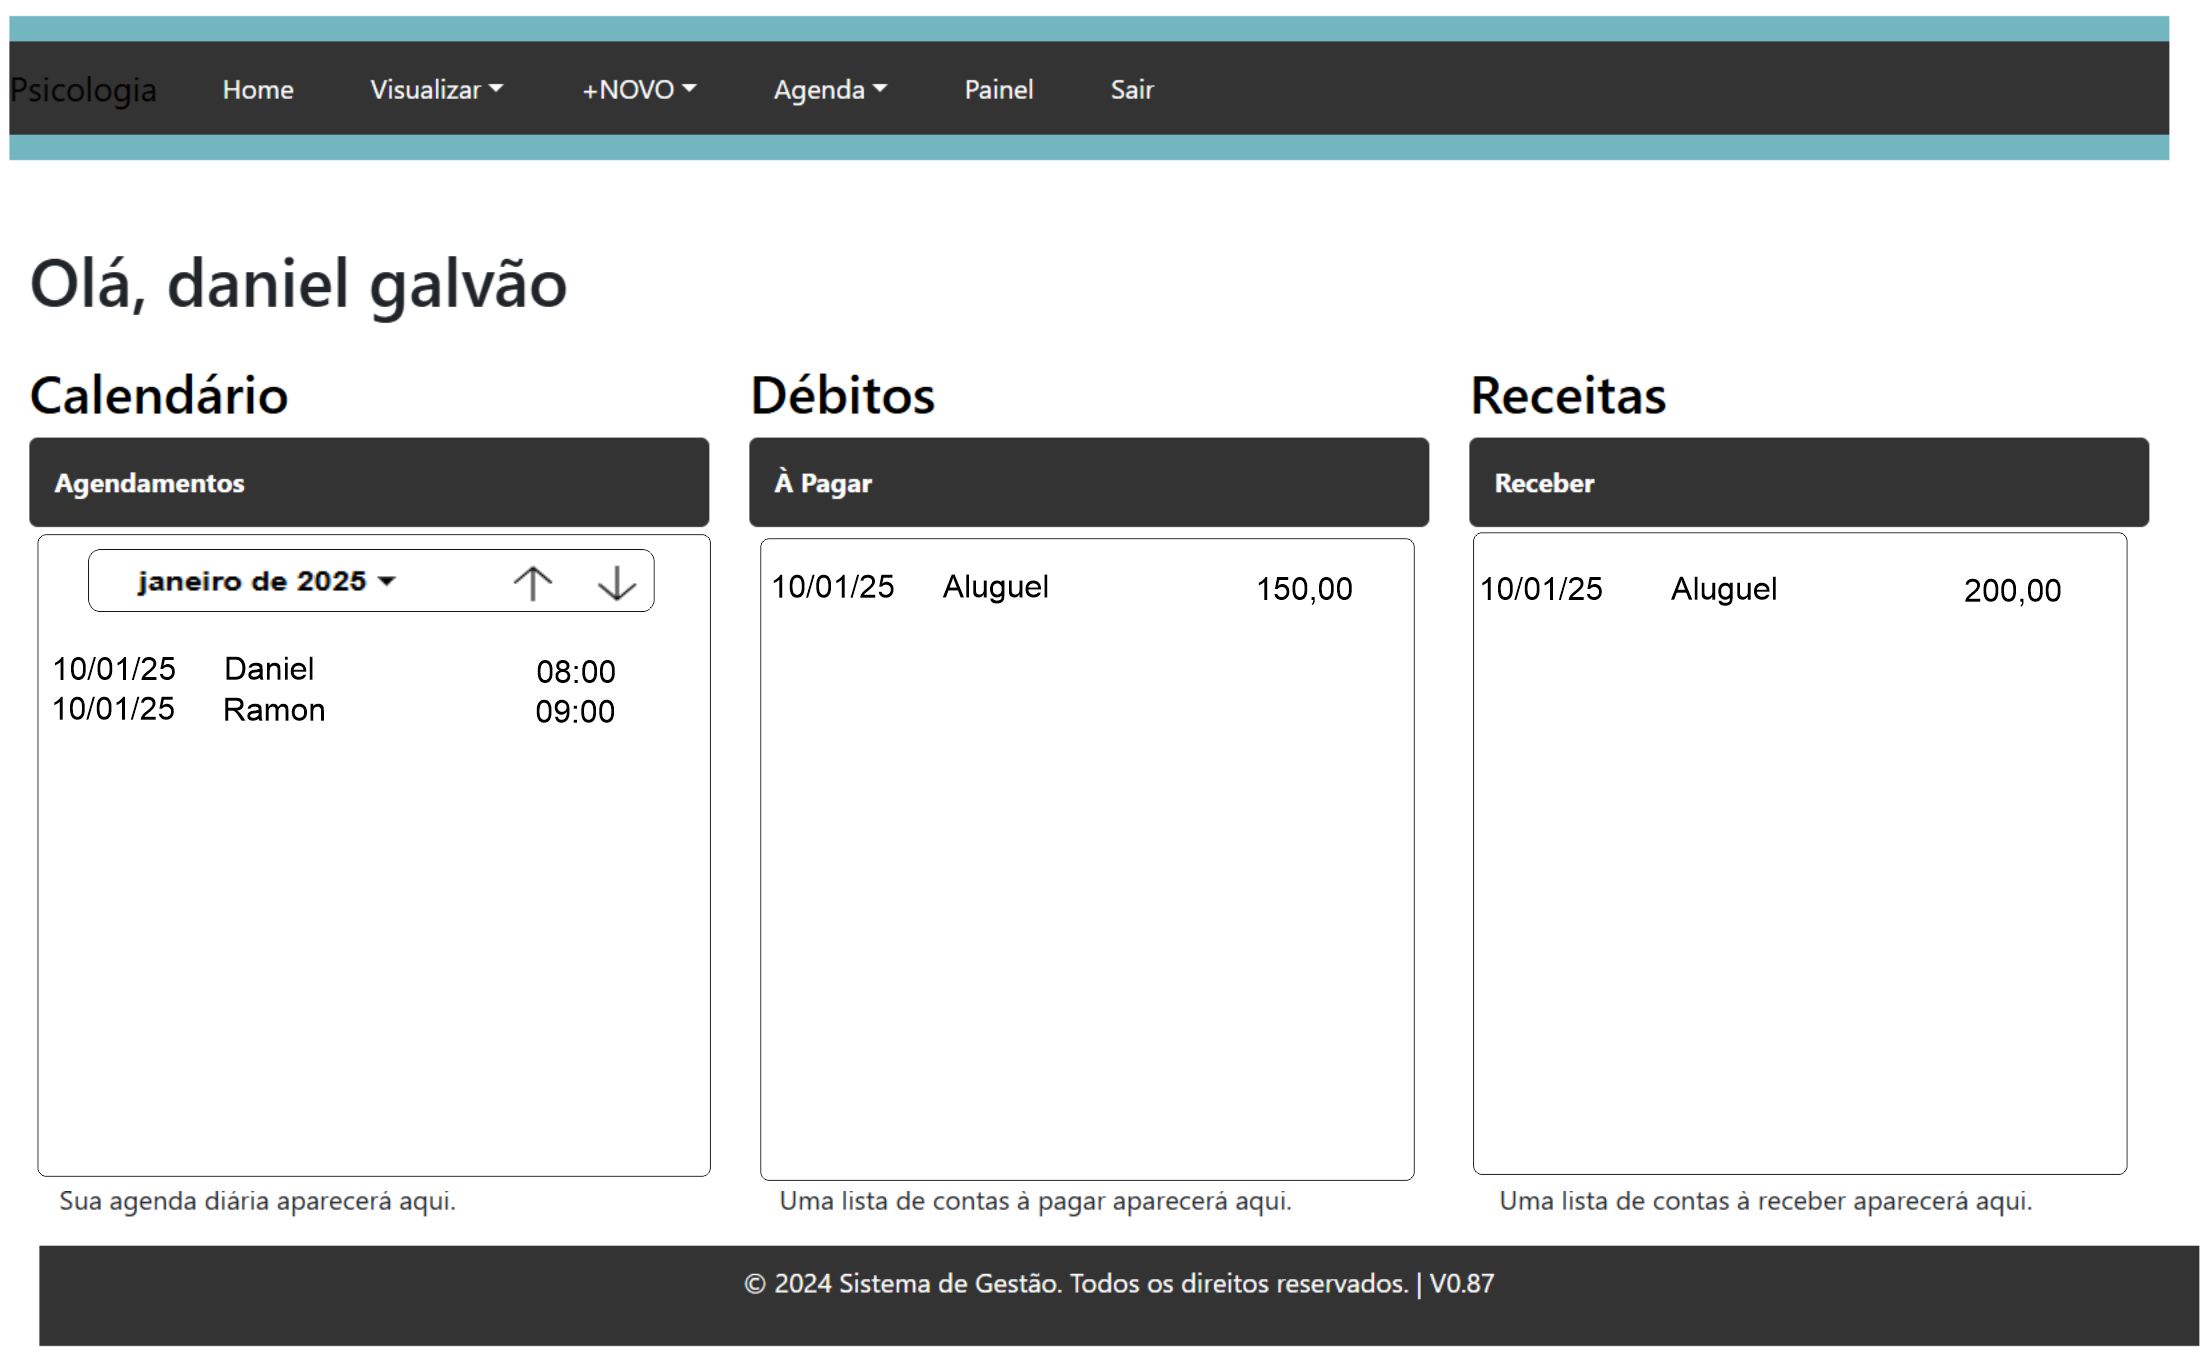 Psicologia Home Visualizar +NOVO Agenda Painel Sair
Olá, daniel galvão
Calendário
Agendamentos
janeiro de 2025
10/01/25 Daniel 08:00
10/01/25 Ramon 09:00
Sua agenda diária aparecerá aqui.
Débitos
À Pagar
10/01/25 Aluguel 150,00
Uma lista de contas à pagar aparecerá aqui.
Receitas
Receber
10/01/25 Aluguel 200,00
Uma lista de contas à receber aparecerá aqui.
© 2024 Sistema de Gestão. Todos os direitos reservados. | V0.87